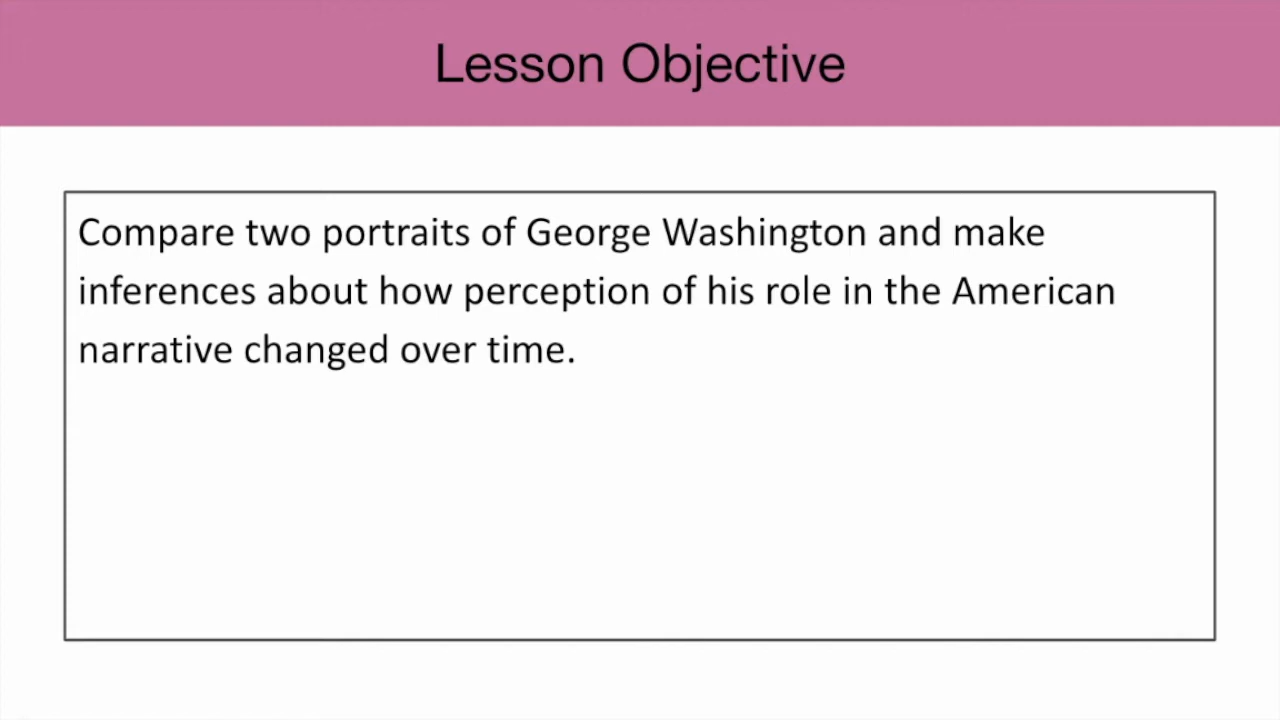 Lesson Objective
Compare two portraits of George Washington and make
inferences about how perception of his role in the American
narrative changed over time.